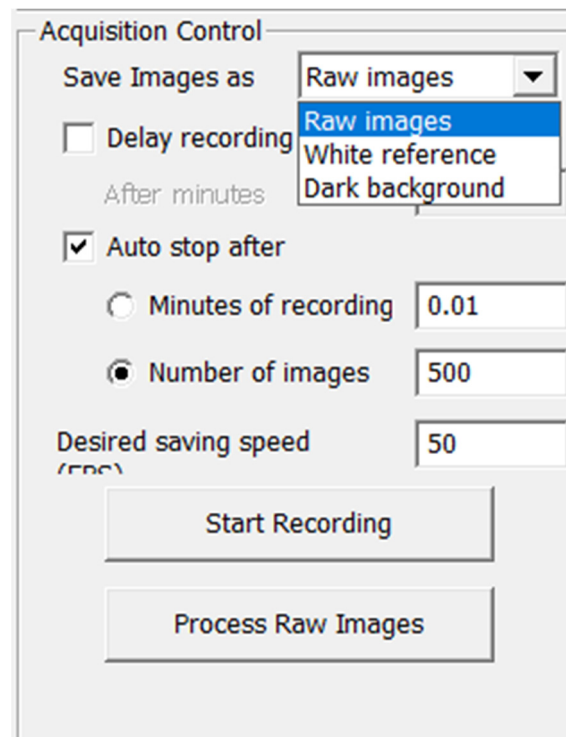 Acquisition Control
Save Images as Raw images
Raw images
White reference
Dark background
Delay recording
After minutes
Auto stop after
Minutes of recording 0.01
Number of images 500
Desired saving speed 50
(FPS)
Start Recording
Process Raw Images